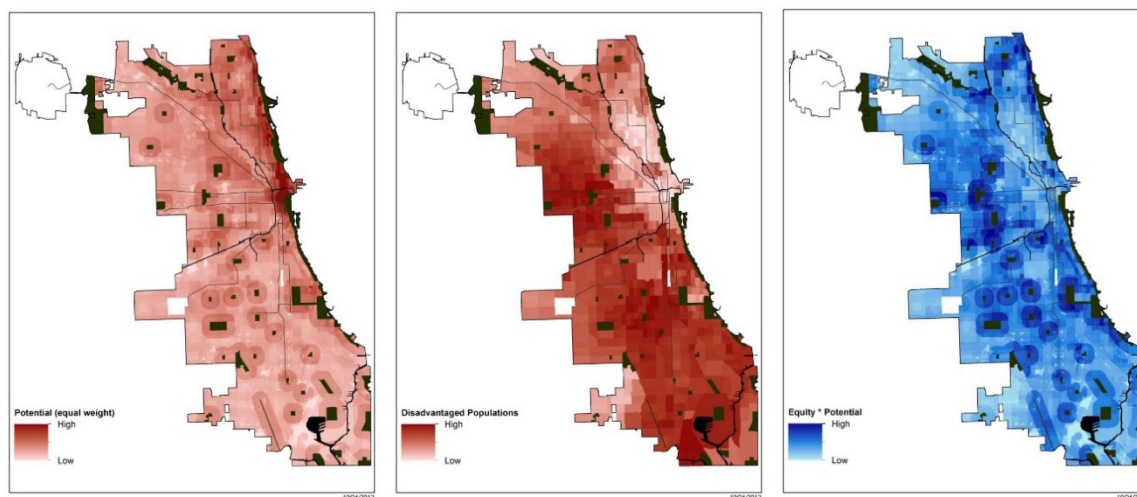 Potential (equal weight)
High
Low
Disadvantaged Populations
High
Low
Equity * Potential
High
Low